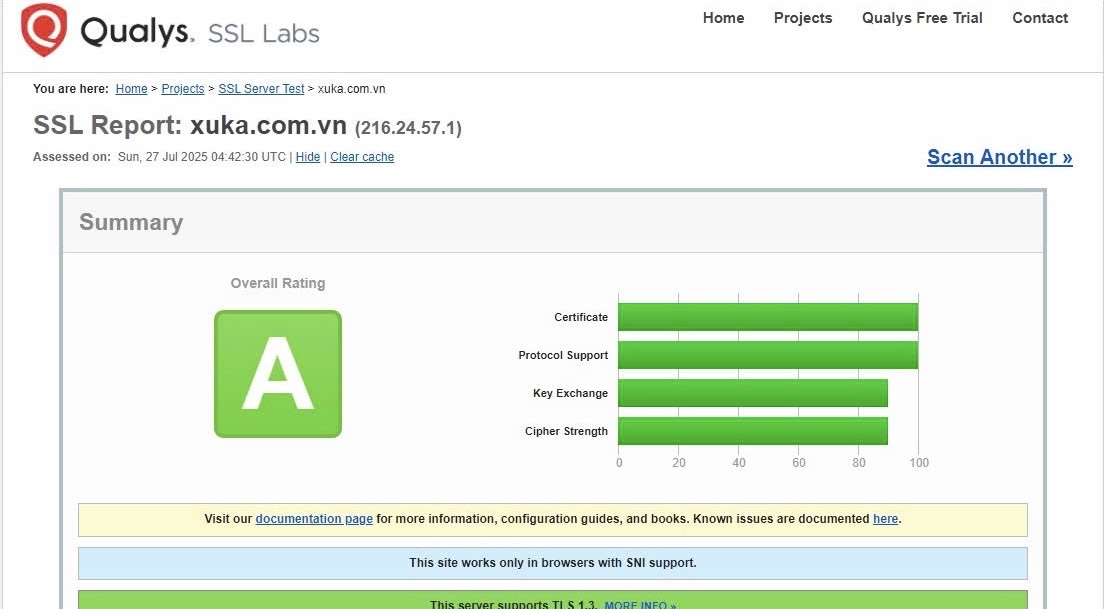 Qualys. SSL Labs
Home Projects Qualys Free Trial Contact
You are here: Home > Projects > SSL Server Test > xuka.com.vn
SSL Report: xuka.com.vn (216.24.57.1)
Assessed on: Sun, 27 Jul 2025 04:42:30 UTC | Hide | Clear cache
Scan Another »
Summary
Overall Rating
A
Certificate
Protocol Support
Key Exchange
Cipher Strength
0 20 40 60 80 100
Visit our documentation page for more information, configuration guides, and books. Known issues are documented here.
This site works only in browsers with SNI support.
This server supports TLS 1.3. MORE INFO »